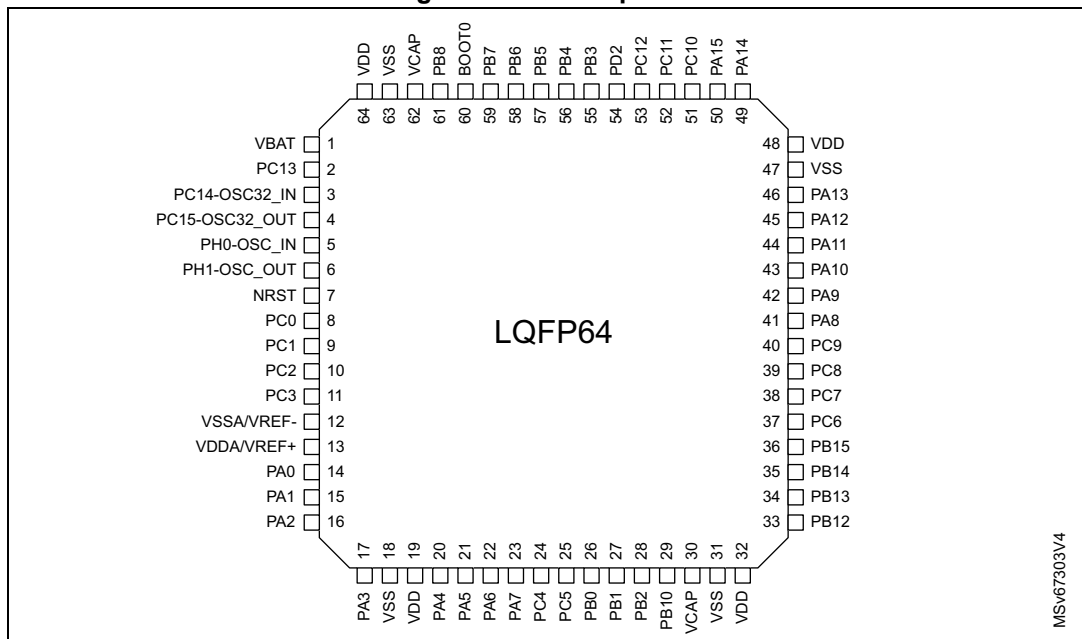 VDD VSS VCAP PB8 BOOT0 PB7 PB6 PB5 PB4 PB3 PD2 PC12 PC11 PC10 PA15 PA14
64 63 62 61 60 59 58 57 56 55 54 53 52 51 50 49
VBAT 1 48 VDD
PC13 2 47 VSS
PC14-OSC32_IN 3 46 PA13
PC15-OSC32_OUT 4 45 PA12
PH0-OSC_IN 5 44 PA11
PH1-OSC_OUT 6 43 PA10
NRST 7 42 PA9
PC0 8 41 PA8
LQFP64
PC1 9 40 PC9
PC2 10 39 PC8
PC3 11 38 PC7
VSSA/VREF- 12 37 PC6
VDDA/VREF+ 13 36 PB15
PA0 14 35 PB14
PA1 15 34 PB13
PA2 16 33 PB12
17 18 19 20 21 22 23 24 25 26 27 28 29 30 31 32
PA3 VSS VDD PA4 PA5 PA6 PA7 PC4 PC5 PB0 PB1 PB2 PB10 VCAP VSS VDD
MSv67303V4